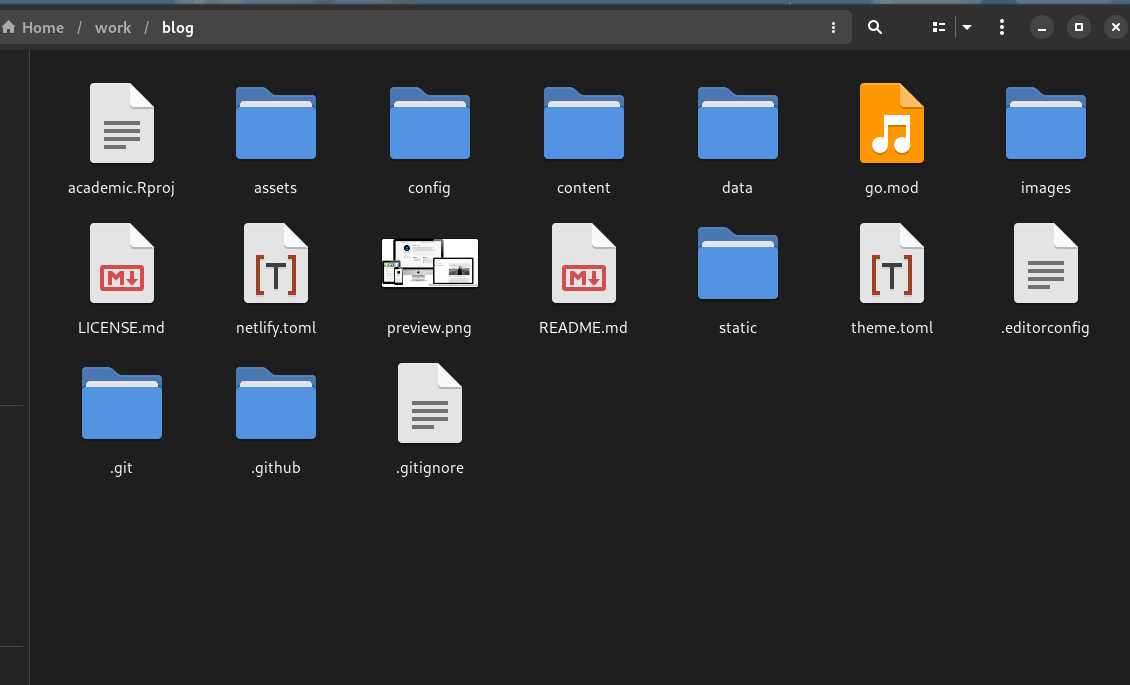 Home / work / blog
academic.Rproj assets config content data go.mod images
M
[T]
M
[T]
LICENSE.md netlify.toml preview.png README.md static theme.toml .editorconfig
.git .github .gitignore